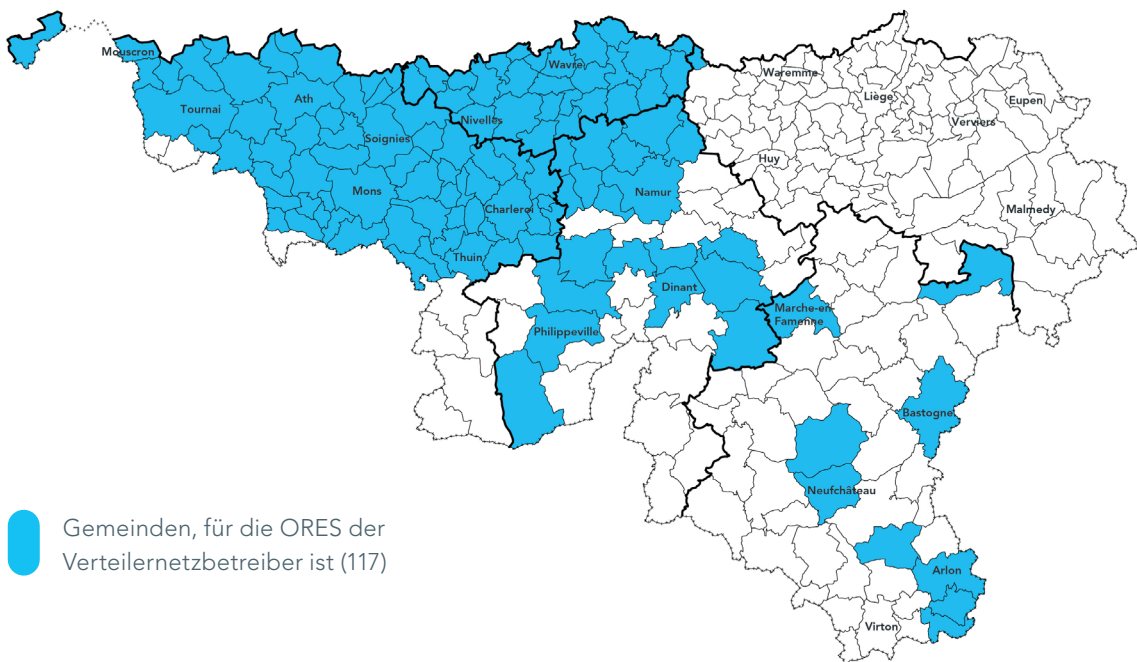 Mouscron
Wavre
Waremme
Liège
Eupen
Tournai
Ath
Nivelles
Verviers
Soignies
Huy
Mons
Namur
Charleroi
Malmedy
Thuin
Dinant
Marche-en-
Famenne
Philippeville
Bastogne
Neufchâteau
Gemeinden, für die ORES der
Verteilernetzbetreiber ist (117)
Arlon
Virton